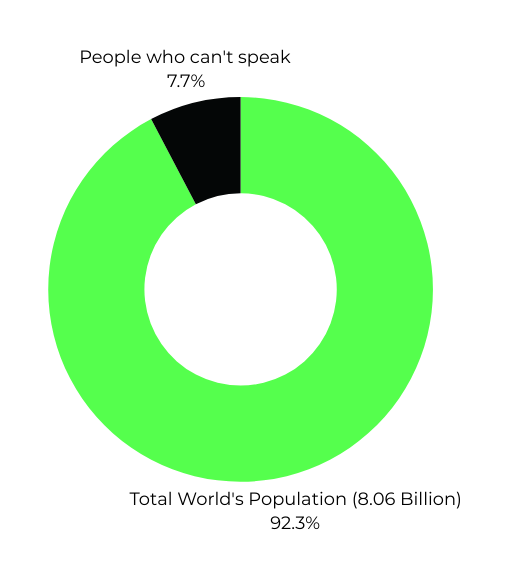 People who can't speak
7.7%
Total World's Population (8.06 Billion)
92.3%